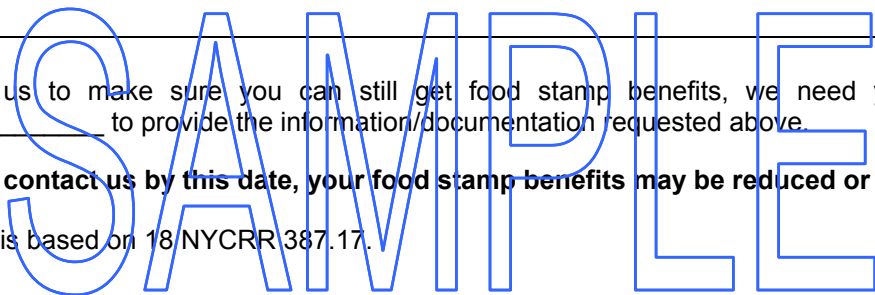 us to make sure you can still get food stamp benefits, we need
________ to provide the information/documentation requested above.
contact us by this date, your food stamp benefits may be reduced or
is based on 18 NYCRR 387.17.
SAMPLE